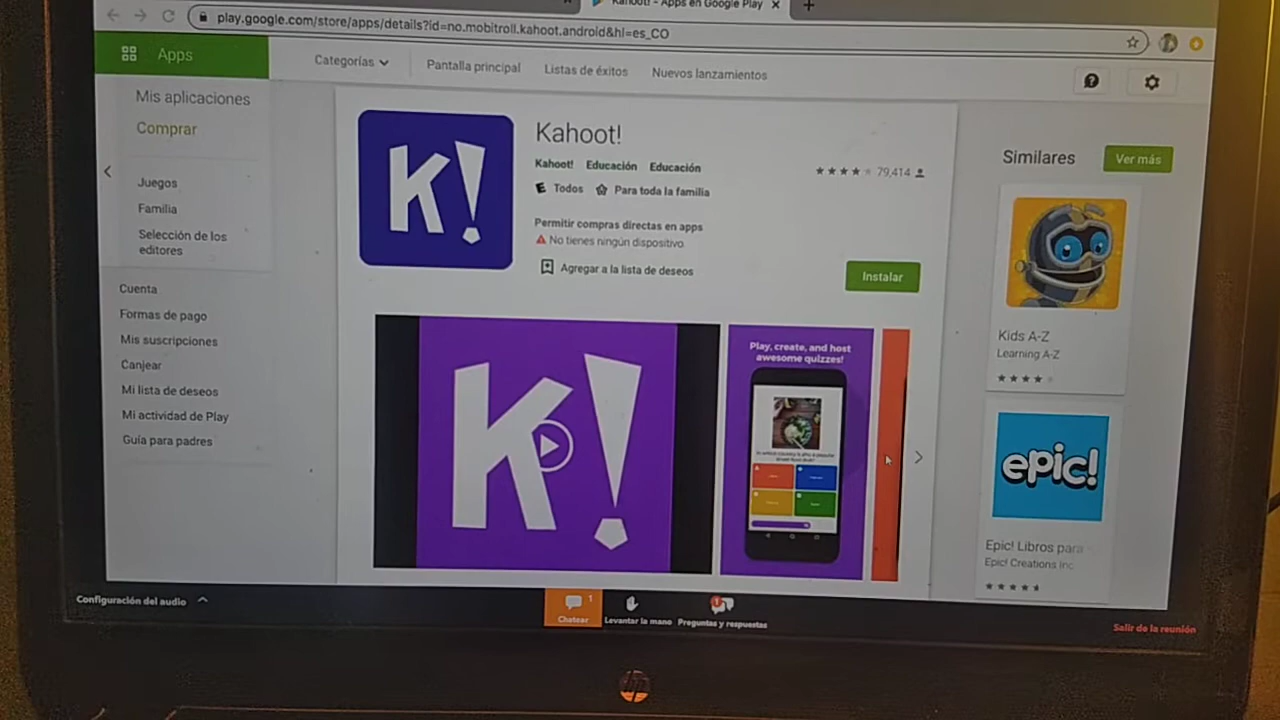 Kahoot! - Apps en Google Play
play.google.com/store/apps/details?id=no.mobitroll.kahoot.android&hl=es_CO
Apps
Categorías
Pantalla principal
Listas de éxitos
Nuevos lanzamientos
Mis aplicaciones
Comprar
Juegos
Familia
Selección de los
editores
Cuenta
Formas de pago
Mis suscripciones
Canjear
Mi lista de deseos
Mi actividad de Play
Guía para padres
K!
Kahoot!
Kahoot! Educación Educación
79,414
E Todos Para toda la familia
Permitir compras directas en apps
No tienes ningún dispositivo.
Agregar a la lista de deseos
Instalar
K!
Play, create, and host
awesome quizzes!
Similares
Ver más
Kids A-Z
Learning A-Z
epic!
Epic! Libros para
Epic! Creations Inc
Configuración del audio
1
Chatear
Levantar la mano
1
Preguntas y respuestas
Salir de la reunión
hp